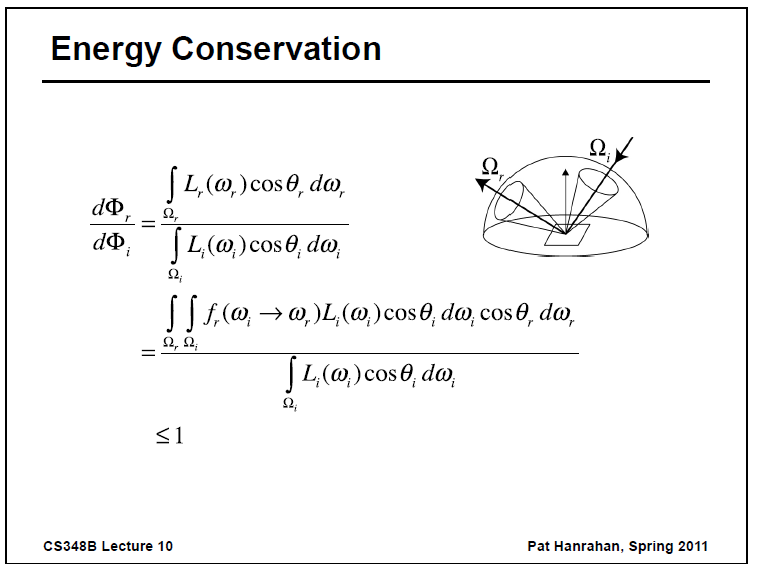 Energy Conservation
dΦ_r / dΦ_i = ∫_{Ω_r} L_r(ω_r) cos θ_r dω_r / ∫_{Ω_i} L_i(ω_i) cos θ_i dω_i
Ω_r Ω_i
= ∫_{Ω_r} ∫_{Ω_i} f_r(ω_i → ω_r) L_i(ω_i) cos θ_i dω_i cos θ_r dω_r / ∫_{Ω_i} L_i(ω_i) cos θ_i dω_i
≤ 1
CS348B Lecture 10
Pat Hanrahan, Spring 2011